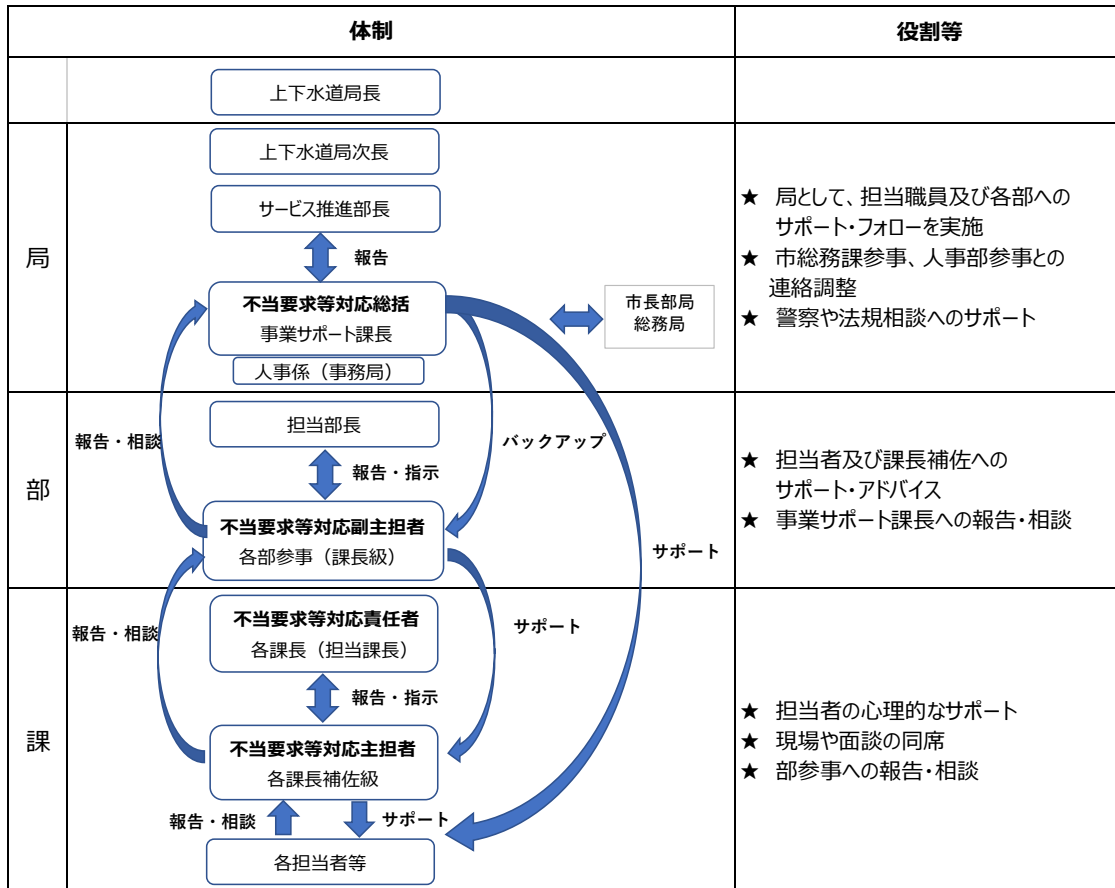 体制
役割等
上下水道局長
局
上下水道局次長
サービス推進部長
報告
不当要求等対応総括
事業サポート課長
人事係（事務局）
市長部局
総務局
★ 局として、担当職員及び各部への
サポート・フォローを実施
★ 市総務課参事、人事部参事との
連絡調整
★ 警察や法規相談へのサポート
部
報告・相談
担当部長
バックアップ
報告・指示
不当要求等対応副主担者
各部参事（課長級）
サポート
★ 担当者及び課長補佐への
サポート・アドバイス
★ 事業サポート課長への報告・相談
課
報告・相談
不当要求等対応責任者
各課長（担当課長）
サポート
報告・指示
不当要求等対応主担者
各課長補佐級
報告・相談
サポート
各担当者等
★ 担当者の心理的なサポート
★ 現場や面談の同席
★ 部参事への報告・相談